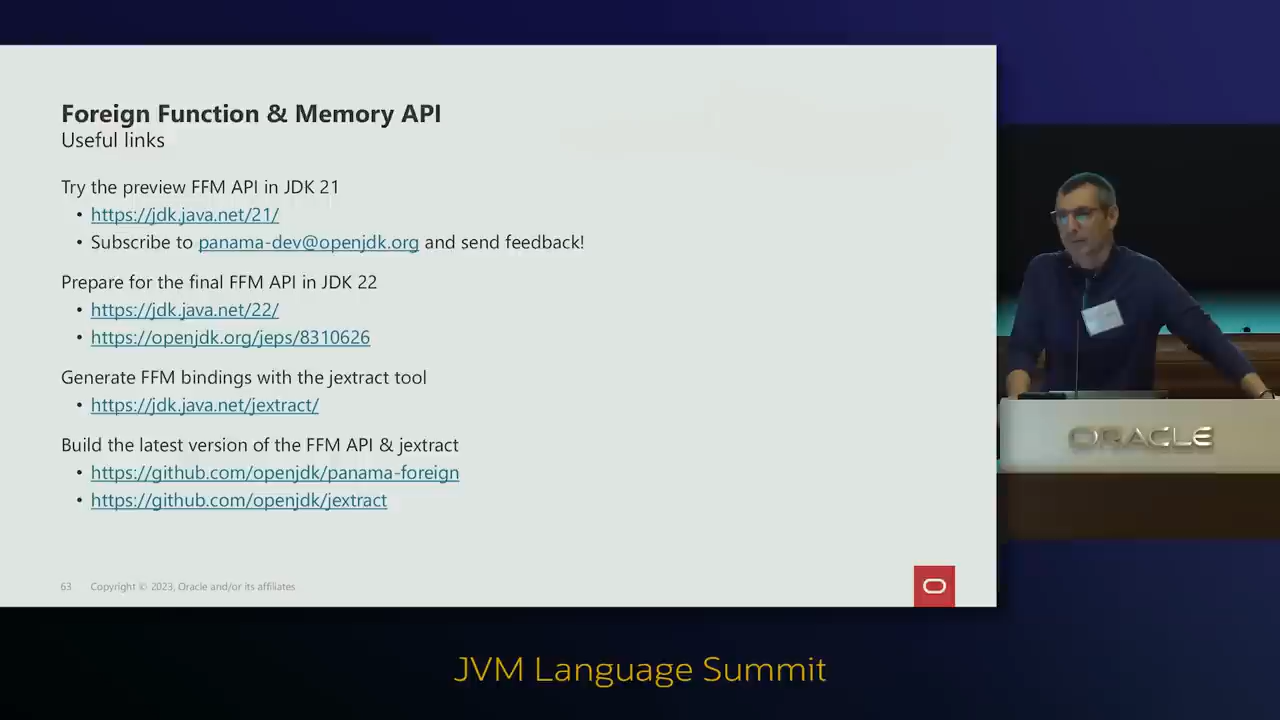 Foreign Function & Memory API
Useful links
Try the preview FFM API in JDK 21
• https://jdk.java.net/21/
• Subscribe to panama-dev@openjdk.org and send feedback!
Prepare for the final FFM API in JDK 22
• https://jdk.java.net/22/
• https://openjdk.org/jeps/8310626
Generate FFM bindings with the jextract tool
• https://jdk.java.net/jextract/
Build the latest version of the FFM API & jextract
• https://github.com/openjdk/panama-foreign
• https://github.com/openjdk/jextract
63 Copyright © 2023, Oracle and/or its affiliates
ORACLE
JVM Language Summit